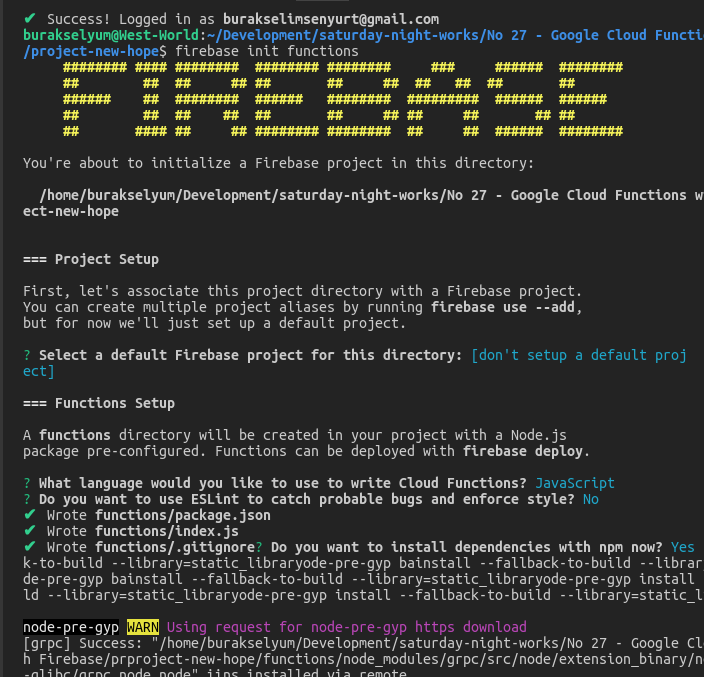 ✔ Success! Logged in as burakselimsenyurt@gmail.com
burakselyum@West-World:~/Development/saturday-night-works/No 27 - Google Cloud Functi
/project-new-hope$ firebase init functions
######## #### ######## ######## ########     ###     ######  ########
##        ##  ##     ## ##       ##     ##  ##   ##  ##       ##
######    ##  ########  ######   ########  #########  ######  ######
##        ##  ##    ##  ##       ##     ## ##     ##       ## ##
##       #### ##     ## ######## ########  ##     ##  ######  ########
You're about to initialize a Firebase project in this directory:
/home/burakselyum/Development/saturday-night-works/No 27 - Google Cloud Functions w
ect-new-hope
=== Project Setup
First, let's associate this project directory with a Firebase project.
You can create multiple project aliases by running firebase use --add,
but for now we'll just set up a default project.
? Select a default Firebase project for this directory: [don't setup a default proj
ect]
=== Functions Setup
A functions directory will be created in your project with a Node.js
package pre-configured. Functions can be deployed with firebase deploy.
? What language would you like to use to write Cloud Functions? JavaScript
? Do you want to use ESLint to catch probable bugs and enforce style? No
✔ Wrote functions/package.json
✔ Wrote functions/index.js
✔ Wrote functions/.gitignore? Do you want to install dependencies with npm now? Yes
k-to-build --library=static_libraryode-pre-gyp bainstall --fallback-to-build --library
de-pre-gyp bainstall --fallback-to-build --library=static_libraryode-pre-gyp install
ld --library=static_libraryode-pre-gyp install --fallback-to-build --library=static_l
node-pre-gyp WARN Using request for node-pre-gyp https download
[grpc] Success: "/home/burakselyum/Development/saturday-night-works/No 27 - Google Cl
h Firebase/prproject-new-hope/functions/node_modules/grpc/src/node/extension_binary/n
-glibc/grpc_node.node" iins installed via remote